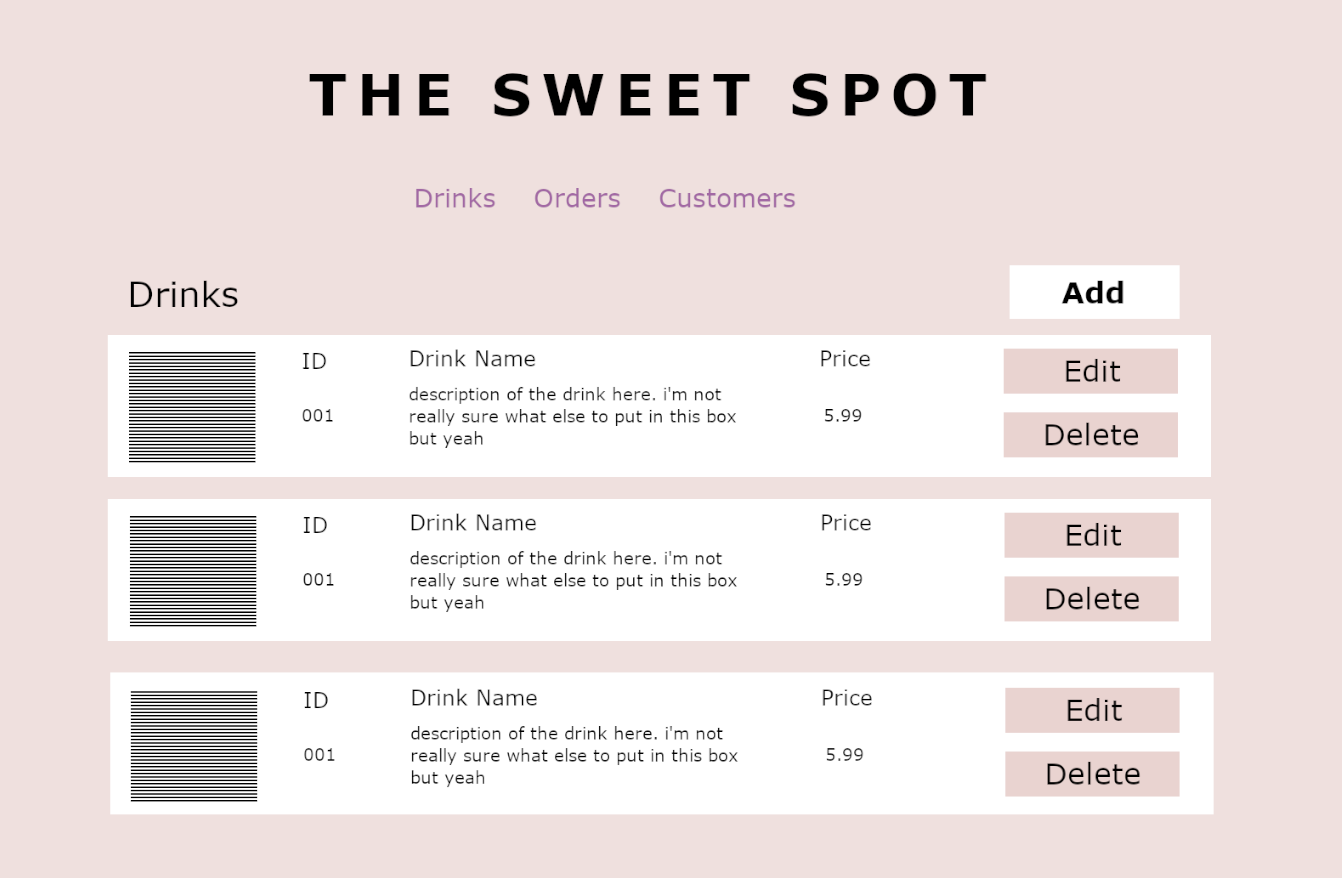 THE SWEET SPOT
Drinks Orders Customers
Drinks
Add
ID
Drink Name
Price
Edit
001
description of the drink here. i'm not
really sure what else to put in this box
but yeah
5.99
Delete
ID
Drink Name
Price
Edit
001
description of the drink here. i'm not
really sure what else to put in this box
but yeah
5.99
Delete
ID
Drink Name
Price
Edit
001
description of the drink here. i'm not
really sure what else to put in this box
but yeah
5.99
Delete